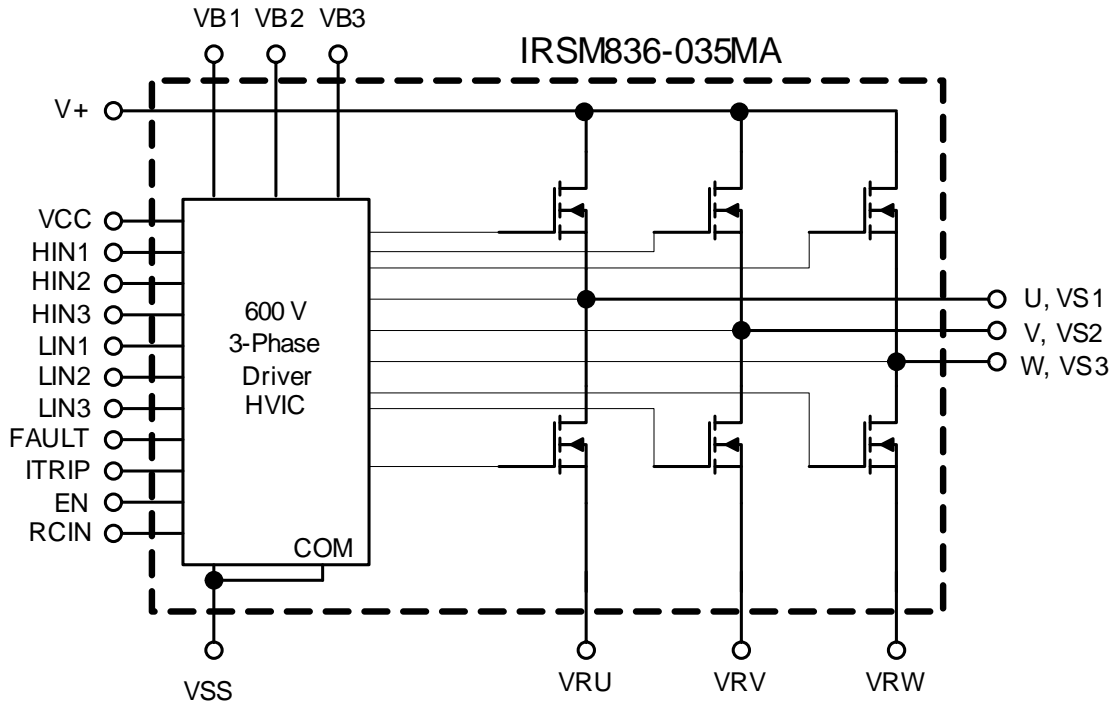 VB1 VB2 VB3
IRSM836-035MA
V+
VCC
HIN1
HIN2
HIN3
LIN1
LIN2
LIN3
FAULT
ITRIP
EN
RCIN
600 V
3-Phase
Driver
HVIC
COM
U, VS1
V, VS2
W, VS3
VSS
VRU
VRV
VRW